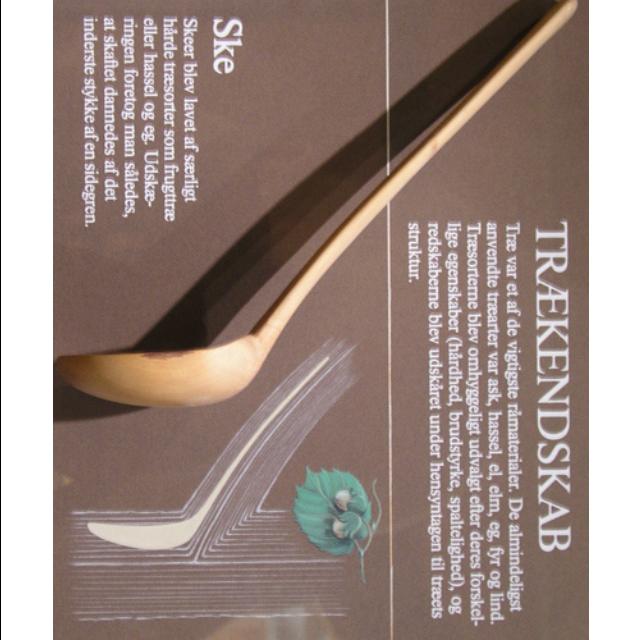 TRÆKENDSKAB
Træ var et af de vigtigste råmaterialer. De almindeligst
anvendte træarter var ask, hassel, el, elm, eg, fyr og lind.
Træsorterne blev omhyggeligt udvalgt efter deres forskel-
lige egenskaber (hårdhed, brudstyrke, spaltelighed), og
redskaberne blev udskåret under hensyntagen til træets
struktur.
Ske
Skeer blev lavet af særligt
hårde træsorter som frugttræ
eller hassel og eg. Udskæ-
ringen foretog man således,
at skaftet dannedes af det
inderste stykke af en sidegren.